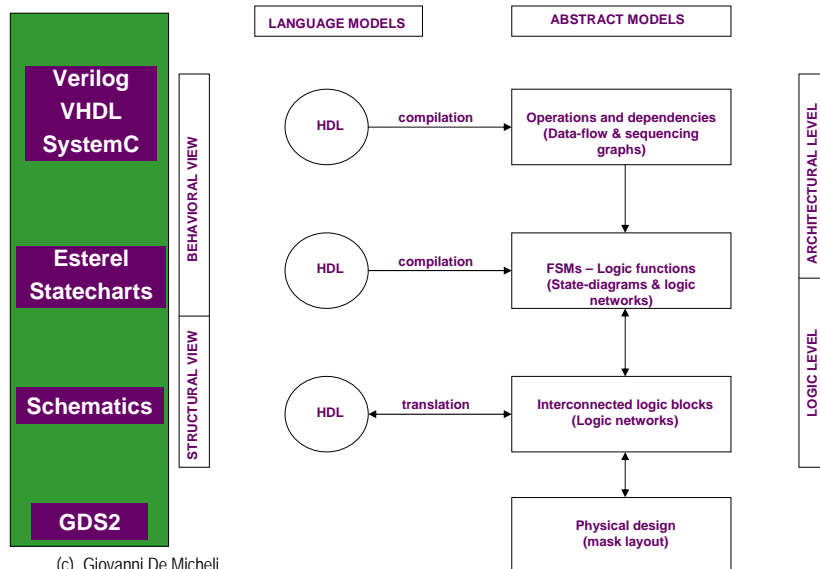 LANGUAGE MODELS
ABSTRACT MODELS
Verilog
VHDL
SystemC
BEHAVIORAL VIEW
HDL
compilation
Operations and dependencies
(Data-flow & sequencing
graphs)
ARCHITECTURAL LEVEL
Esterel
Statecharts
HDL
compilation
FSMs – Logic functions
(State-diagrams & logic
networks)
STRUCTURAL VIEW
Schematics
HDL
translation
Interconnected logic blocks
(Logic networks)
LOGIC LEVEL
GDS2
Physical design
(mask layout)
(c) Giovanni De Micheli